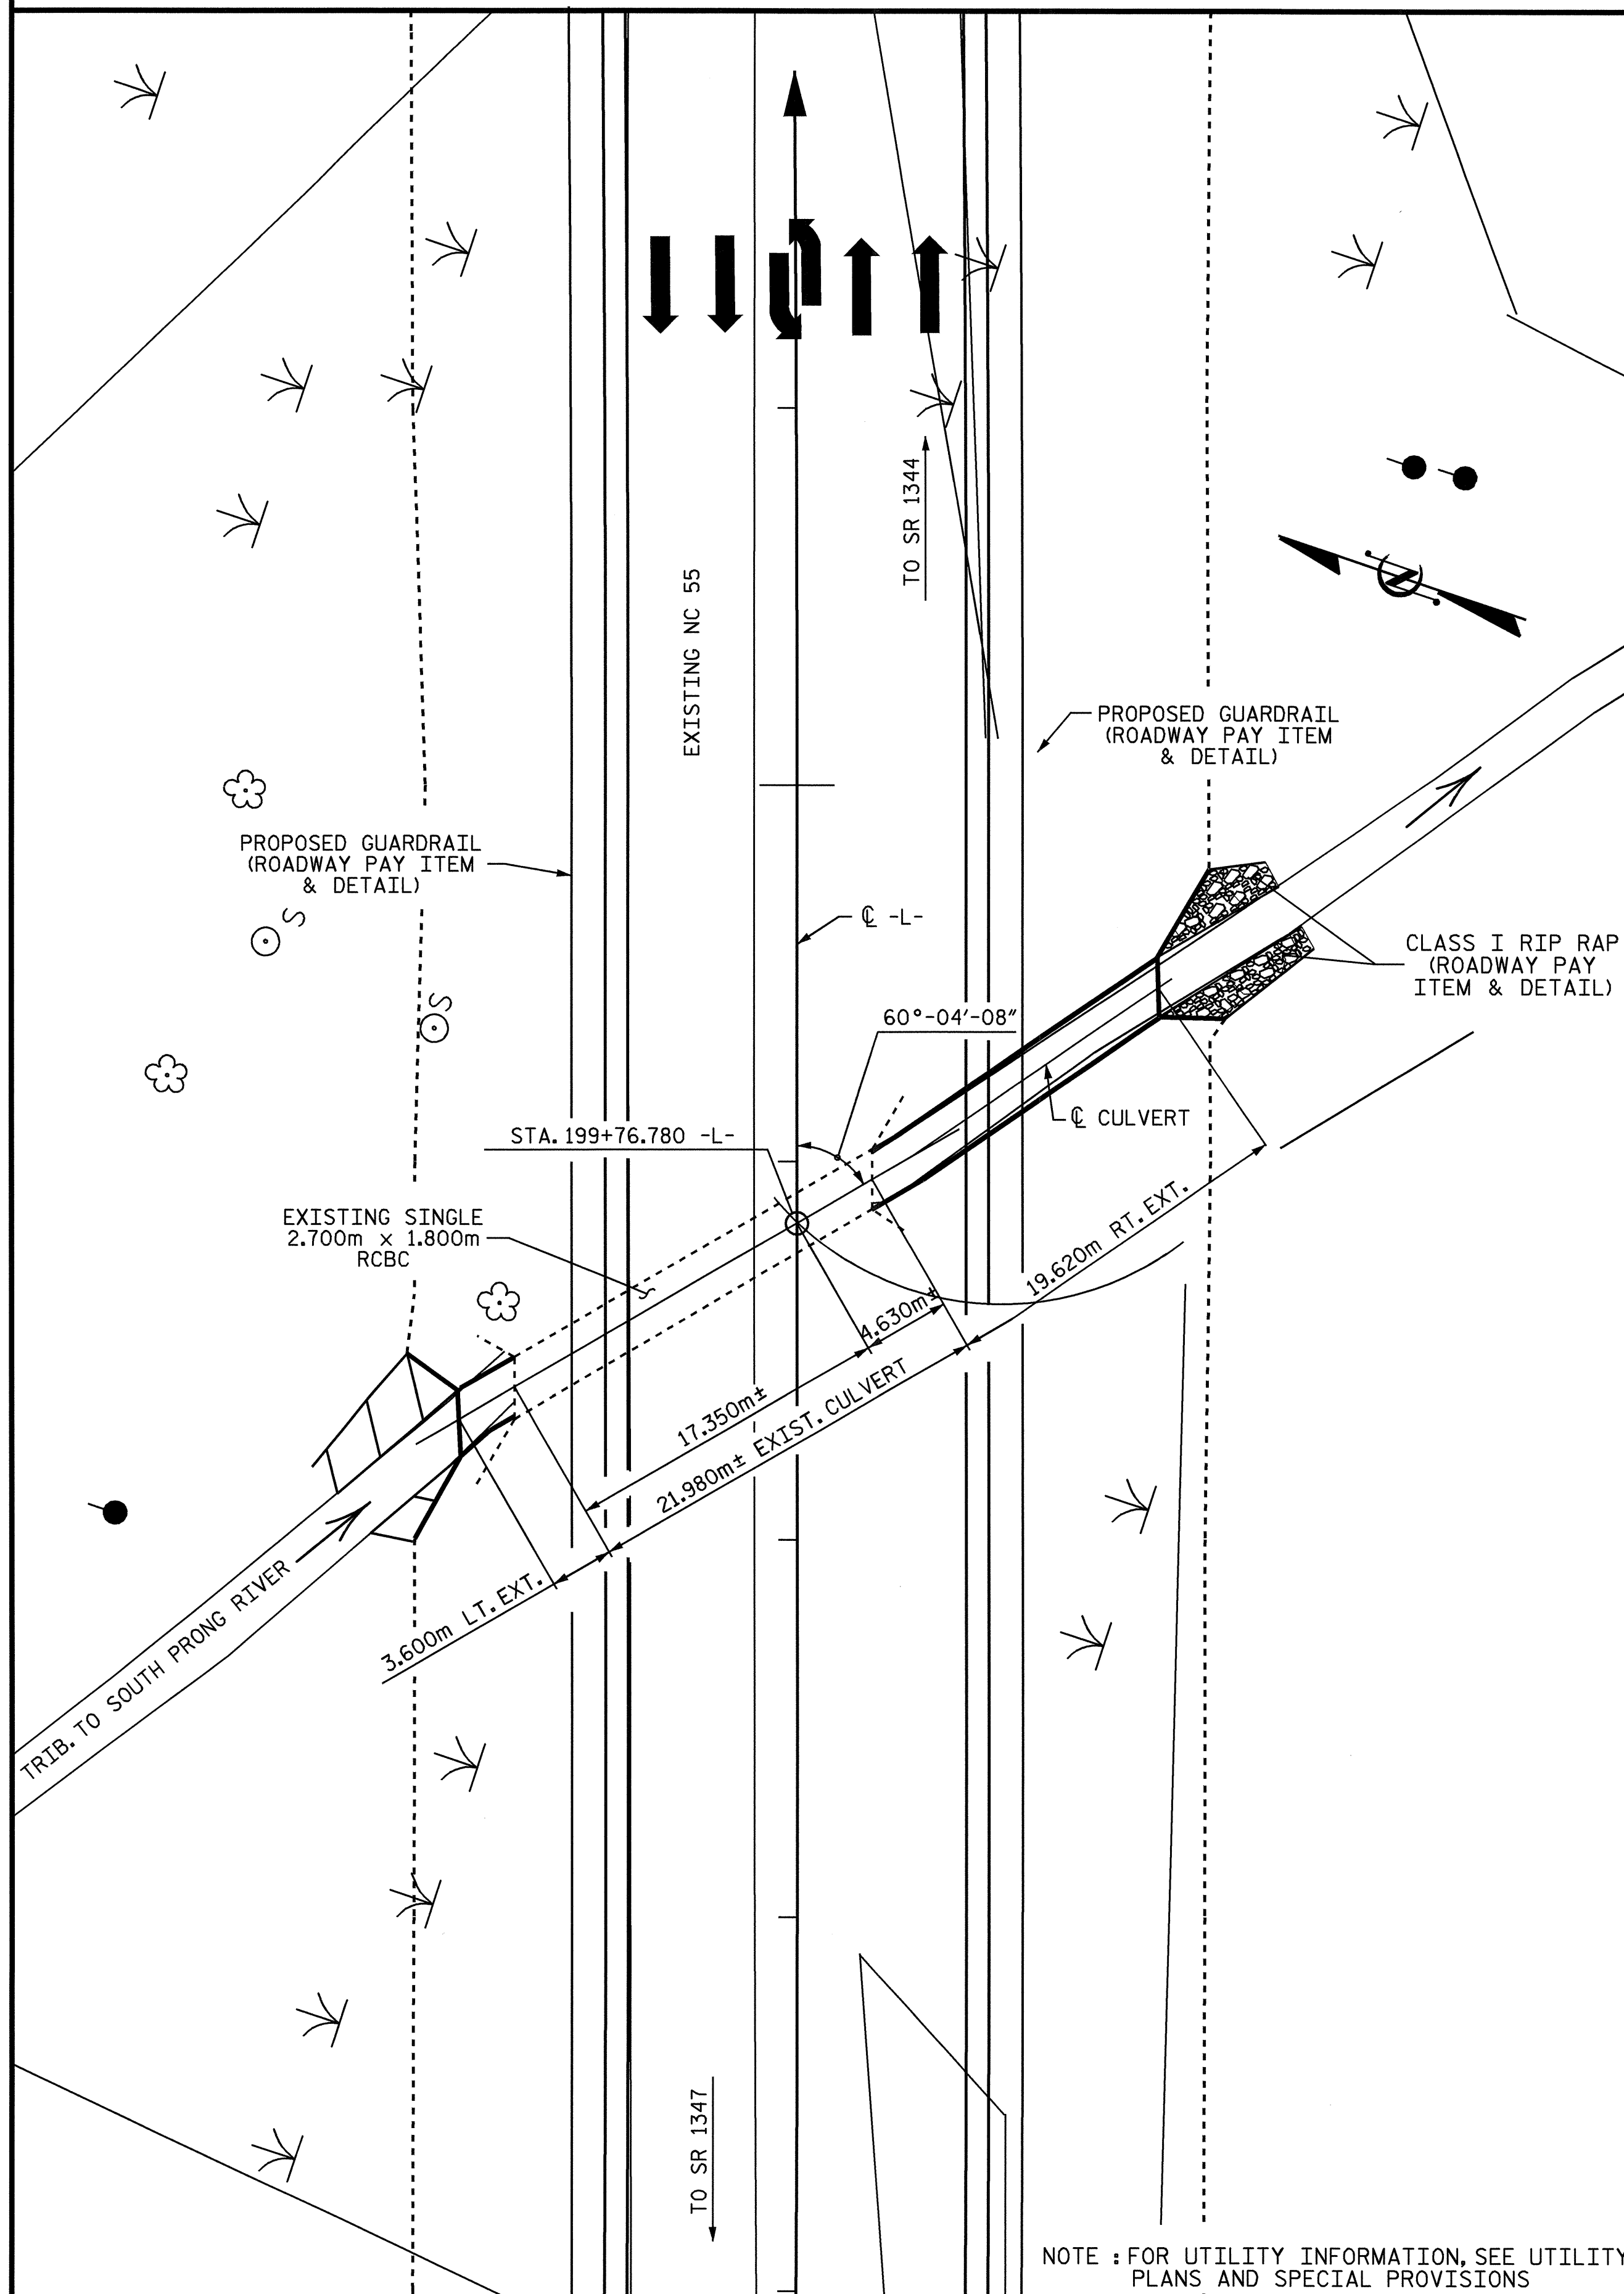 TO SR 1344
EXISTING NC 55
PROPOSED GUARDRAIL
(ROADWAY PAY ITEM
& DETAIL)
PROPOSED GUARDRAIL
(ROADWAY PAY ITEM
& DETAIL)
S
℄ -L-
CLASS I RIP RAP
(ROADWAY PAY
ITEM & DETAIL)
S
60°-04'-08"
℄ CULVERT
STA. 199+76.780 -L-
EXISTING SINGLE
2.700m x 1.800m
RCBC
19.620m RT. EXT.
4.630m±
17.350m±
21.980m± EXIST. CULVERT
3.600m LT. EXT.
TRIB. TO SOUTH PRONG RIVER
TO SR 1347
NOTE : FOR UTILITY INFORMATION, SEE UTILITY
PLANS AND SPECIAL PROVISIONS